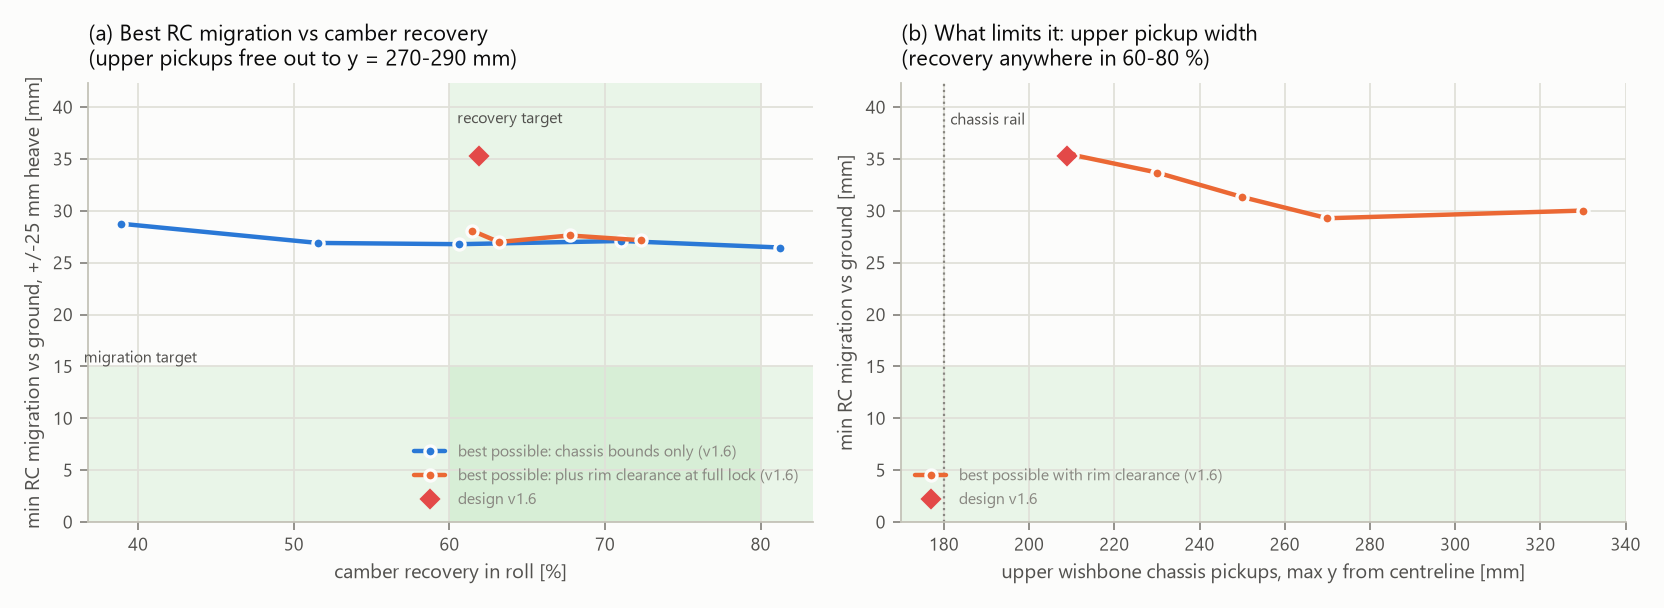 (a) Best RC migration vs camber recovery
(upper pickups free out to y = 270-290 mm)
min RC migration vs ground, +/-25 mm heave [mm]
40
35
30
25
20
15
10
5
0
recovery target
migration target
best possible: chassis bounds only (v1.6)
best possible: plus rim clearance at full lock (v1.6)
design v1.6
40
50
60
70
80
camber recovery in roll [%]
(b) What limits it: upper pickup width
(recovery anywhere in 60-80 %)
min RC migration vs ground [mm]
40
35
30
25
20
15
10
5
0
chassis rail
best possible with rim clearance (v1.6)
design v1.6
180
200
220
240
260
280
300
320
340
upper wishbone chassis pickups, max y from centreline [mm]